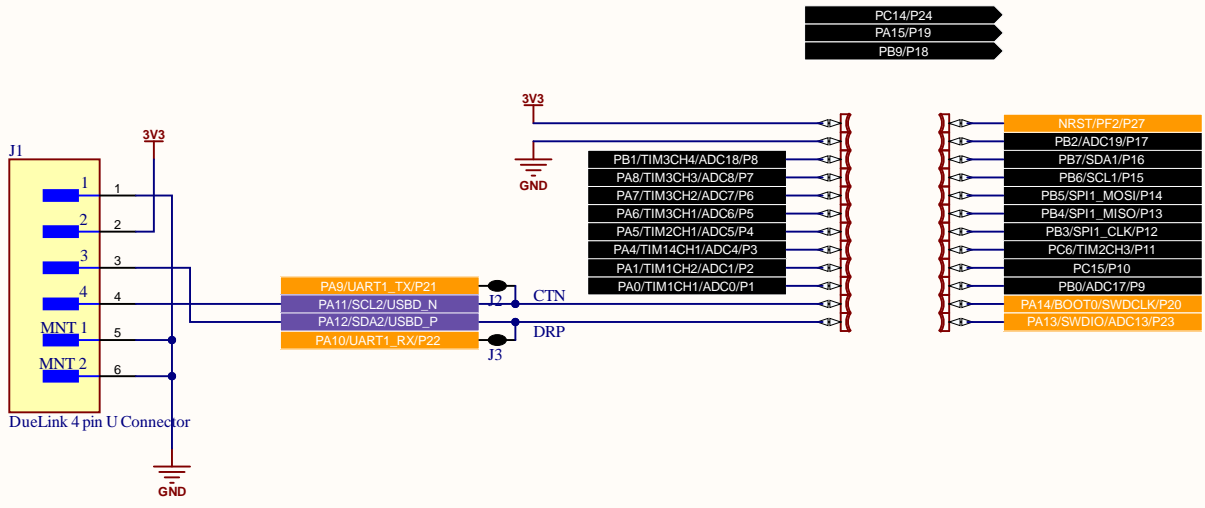 PC14/P24
PA15/P19
PB9/P18
3V3
GND
PB1/TIM3CH4/ADC18/P8
PA8/TIM3CH3/ADC8/P7
PA7/TIM3CH2/ADC7/P6
PA6/TIM3CH1/ADC6/P5
PA5/TIM2CH1/ADC5/P4
PA4/TIM14CH1/ADC4/P3
PA1/TIM1CH2/ADC1/P2
PA0/TIM1CH1/ADC0/P1
NRST/PF2/P27
PB2/ADC19/P17
PB7/SDA1/P16
PB6/SCL1/P15
PB5/SPI1_MOSI/P14
PB4/SPI1_MISO/P13
PB3/SPI1_CLK/P12
PC6/TIM2CH3/P11
PC15/P10
PB0/ADC17/P9
PA14/BOOT0/SWDCLK/P20
PA13/SWDIO/ADC13/P23
3V3
J1
1 1
2 2
3 3
4 4
MNT 1 5
MNT 2 6
DueLink 4 pin U Connector
GND
PA9/UART1_TX/P21
PA11/SCL2/USBD_N
PA12/SDA2/USBD_P
PA10/UART1_RX/P22
J2
J3
CTN
DRP